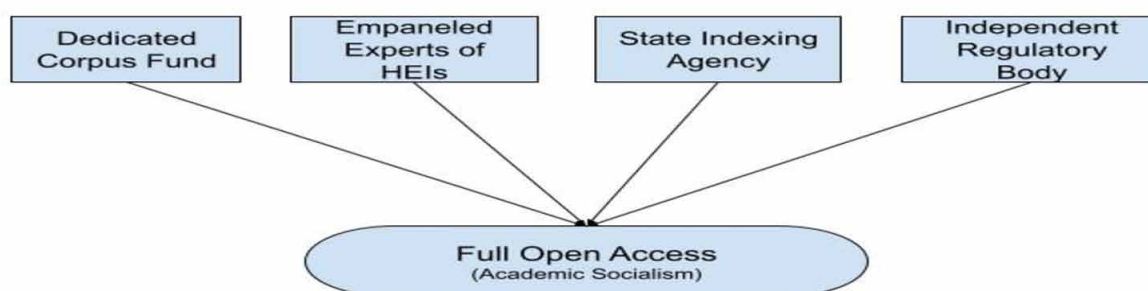 Dedicated
Corpus Fund
Empaneled
Experts of
HEIs
State Indexing
Agency
Independent
Regulatory
Body
Full Open Access
(Academic Socialism)